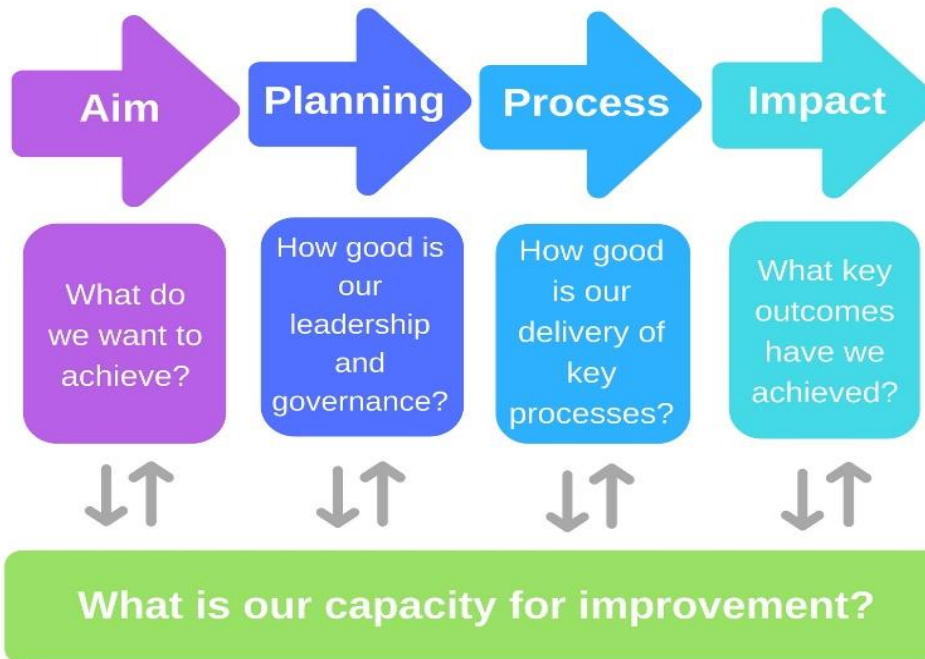 Aim
Planning
Process
Impact
What do
we want to
achieve?
How good is
our
leadership
and
governance?
How good
is our
delivery of
key
processes?
What key
outcomes
have we
achieved?
What is our capacity for improvement?